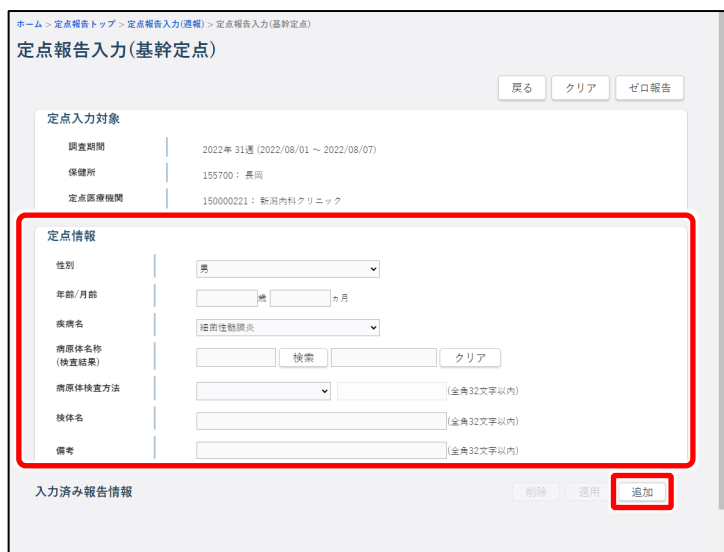 ホーム > 定点報告トップ > 定点報告入力(週報) > 定点報告入力(基幹定点)
定点報告入力(基幹定点)
戻る クリア ゼロ報告
定点入力対象
調査期間 2022年 31週 (2022/08/01 ～ 2022/08/07)
保健所 155700： 長岡
定点医療機関 150000221： 新潟内科クリニック
定点情報
性別 男
年齢/月齢 歳 ヵ月
疾病名 細菌性髄膜炎
病原体名称
(検査結果) 検索 クリア
病原体検査方法 (全角32文字以内)
検体名 (全角32文字以内)
備考 (全角32文字以内)
入力済み報告情報 削除 適用 追加